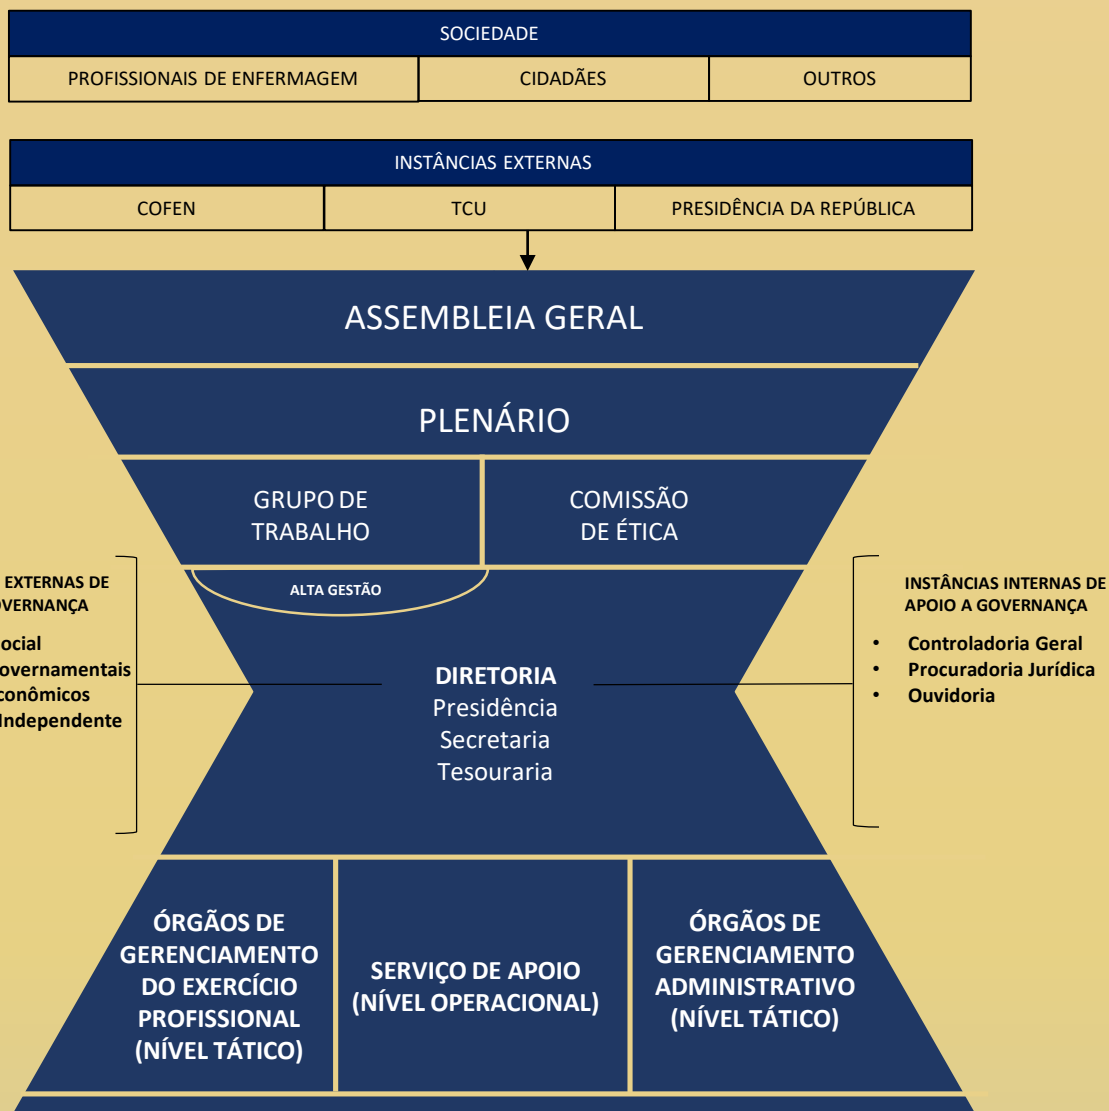 SOCIEDADE
PROFISSIONAIS DE ENFERMAGEM
CIDADÃES
OUTROS
INSTÂNCIAS EXTERNAS
COFEN
TCU
PRESIDÊNCIA DA REPÚBLICA
ASSEMBLEIA GERAL
PLENÁRIO
GRUPO DE
TRABALHO
COMISSÃO
DE ÉTICA
ALTA GESTÃO
EXTERNAS DE
OVERNANÇA
ocial
overnamentais
conômicos
Independente
DIRETORIA
Presidência
Secretaria
Tesouraria
INSTÂNCIAS INTERNAS DE
APOIO A GOVERNANÇA
• Controladoria Geral
• Procuradoria Jurídica
• Ouvidoria
ÓRGÃOS DE
GERENCIAMENTO
DO EXERCÍCIO
PROFISSIONAL
(NÍVEL TÁTICO)
SERVIÇO DE APOIO
(NÍVEL OPERACIONAL)
ÓRGÃOS DE
GERENCIAMENTO
ADMINISTRATIVO
(NÍVEL TÁTICO)